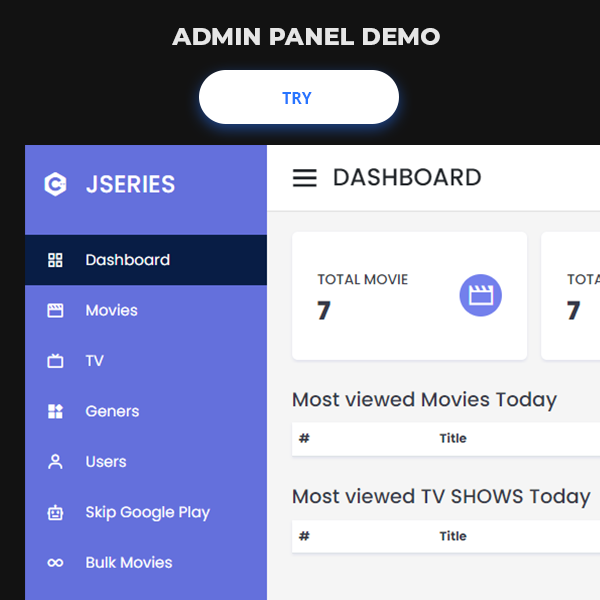 ADMIN PANEL DEMO
TRY
JSERIES
DASHBOARD
Dashboard
Movies
TV
Geners
Users
Skip Google Play
Bulk Movies
TOTAL MOVIE
7
TOTA
7
Most viewed Movies Today
# Title
Most viewed TV SHOWS Today
# Title